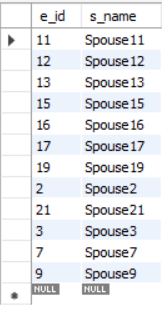 e_id s_name
11 Spouse11
12 Spouse12
13 Spouse13
15 Spouse15
16 Spouse16
17 Spouse17
19 Spouse19
2 Spouse2
21 Spouse21
3 Spouse3
7 Spouse7
9 Spouse9
NULL NULL